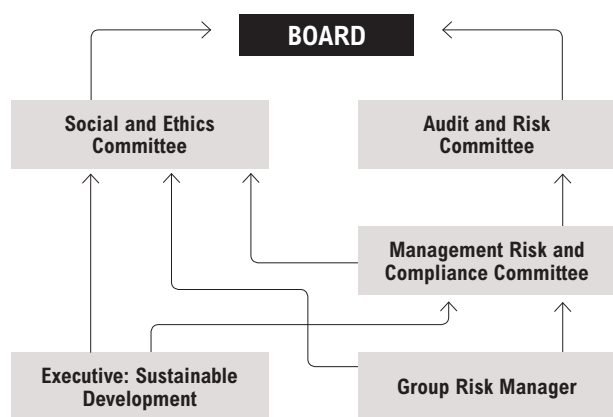 BOARD
Social and Ethics
Committee
Audit and Risk
Committee
Management Risk and
Compliance Committee
Executive: Sustainable
Development
Group Risk Manager